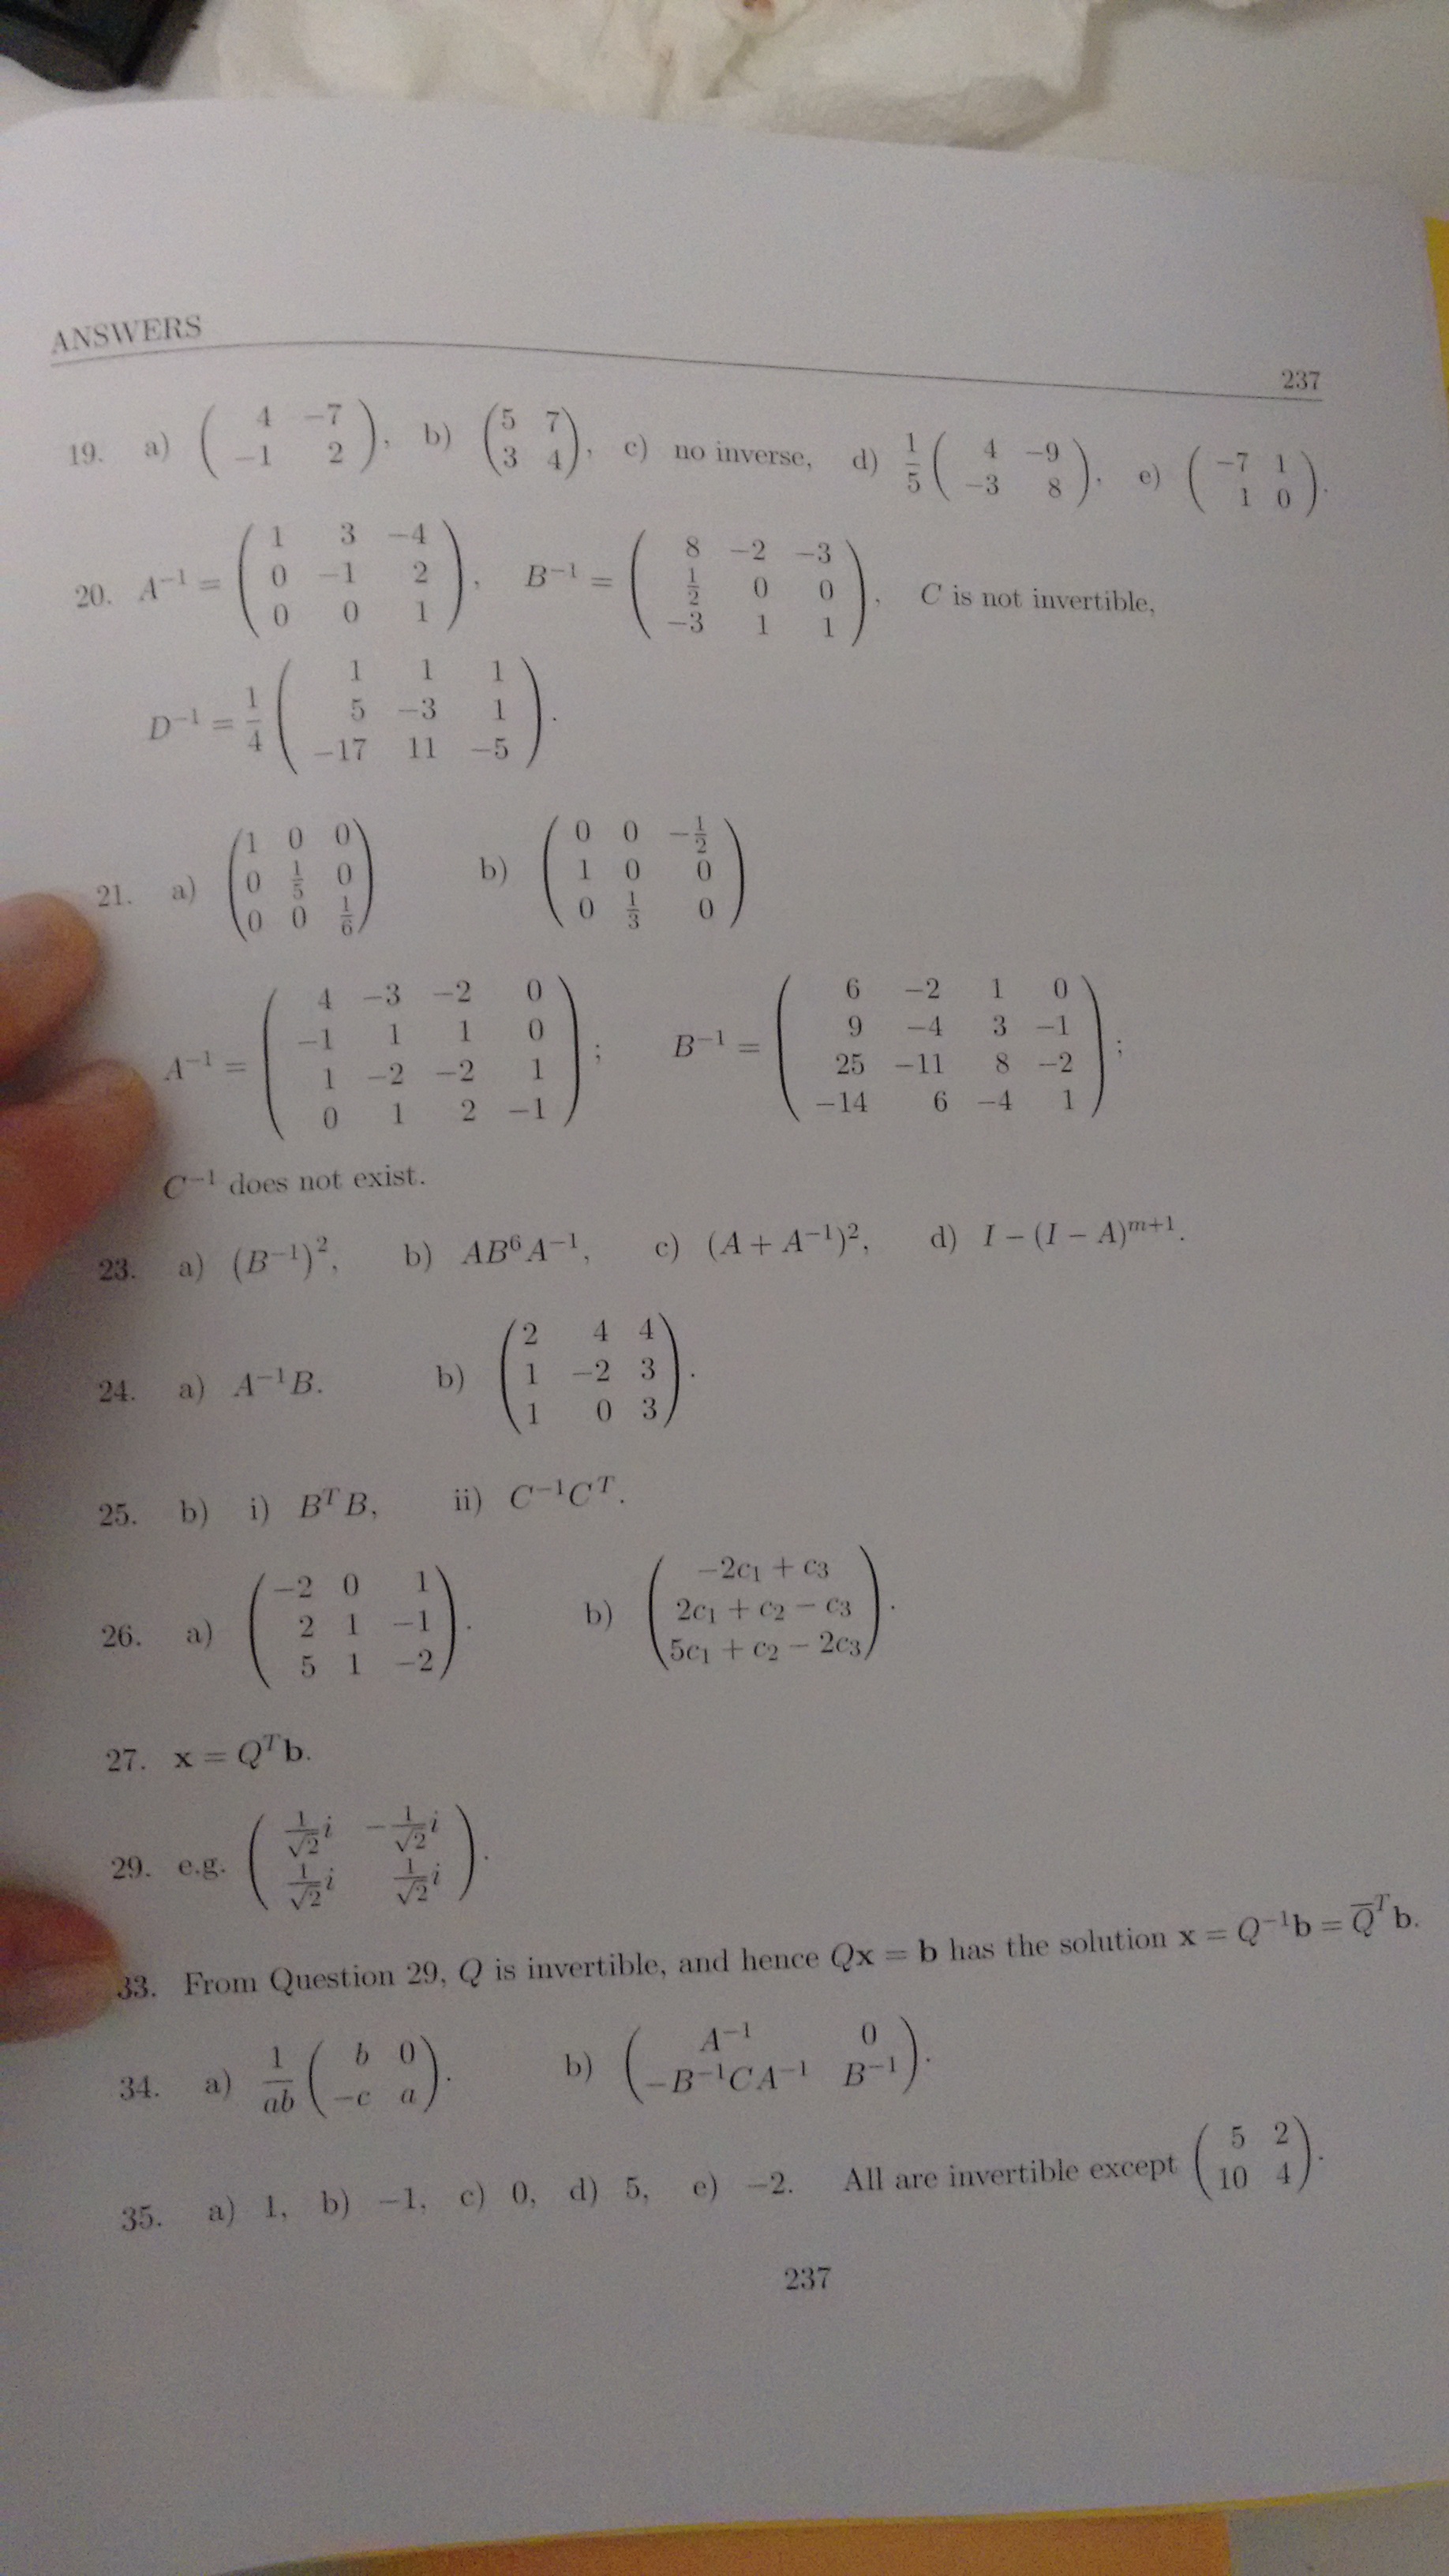 ANSWERS
237
19. a) \begin{pmatrix} 4 & -7 \\ -1 & 2 \end{pmatrix}, b) \begin{pmatrix} 5 & 7 \\ 3 & 4 \end{pmatrix}, c) no inverse, d) \frac{1}{5}\begin{pmatrix} 4 & -9 \\ -3 & 8 \end{pmatrix}, e) \begin{pmatrix} -7 & 1 \\ 1 & 0 \end{pmatrix}.
20. A^{-1} = \begin{pmatrix} 1 & 3 & -4 \\ 0 & -1 & 2 \\ 0 & 0 & 1 \end{pmatrix}, B^{-1} = \begin{pmatrix} 8 & -2 & -3 \\ \frac{1}{2} & 0 & 0 \\ -3 & 1 & 1 \end{pmatrix}, C is not invertible,
D^{-1} = \frac{1}{4}\begin{pmatrix} 1 & 1 & 1 \\ 5 & -3 & 1 \\ -17 & 11 & -5 \end{pmatrix}.
21. a) \begin{pmatrix} 1 & 0 & 0 \\ 0 & \frac{1}{5} & 0 \\ 0 & 0 & \frac{1}{6} \end{pmatrix} b) \begin{pmatrix} 0 & 0 & -\frac{1}{2} \\ 1 & 0 & 0 \\ 0 & \frac{1}{3} & 0 \end{pmatrix}
A^{-1} = \begin{pmatrix} 4 & -3 & -2 & 0 \\ -1 & 1 & 1 & 0 \\ 1 & -2 & -2 & 1 \\ 0 & 1 & 2 & -1 \end{pmatrix}; B^{-1} = \begin{pmatrix} 6 & -2 & 1 & 0 \\ 9 & -4 & 3 & -1 \\ 25 & -11 & 8 & -2 \\ -14 & 6 & -4 & 1 \end{pmatrix};
C^{-1} does not exist.
23. a) (B^{-1})^2, b) AB^6A^{-1}, c) (A + A^{-1})^2, d) I - (I - A)^{m+1}.
24. a) A^{-1}B. b) \begin{pmatrix} 2 & 4 & 4 \\ 1 & -2 & 3 \\ 1 & 0 & 3 \end{pmatrix}.
25. b) i) B^T B, ii) C^{-1}C^T.
26. a) \begin{pmatrix} -2 & 0 & 1 \\ 2 & 1 & -1 \\ 5 & 1 & -2 \end{pmatrix}. b) \begin{pmatrix} -2c_1 + c_3 \\ 2c_1 + c_2 - c_3 \\ 5c_1 + c_2 - 2c_3 \end{pmatrix}.
27. x = Q^T b.
29. e.g. \begin{pmatrix} \frac{1}{\sqrt{2}}i & -\frac{1}{\sqrt{2}}i \\ \frac{1}{\sqrt{2}}i & \frac{1}{\sqrt{2}}i \end{pmatrix}.
33. From Question 29, Q is invertible, and hence Qx = b has the solution x = Q^{-1}b = \overline{Q}^T b.
34. a) \frac{1}{ab}\begin{pmatrix} b & 0 \\ -c & a \end{pmatrix}. b) \begin{pmatrix} A^{-1} & 0 \\ -B^{-1}CA^{-1} & B^{-1} \end{pmatrix}.
35. a) 1, b) -1, c) 0, d) 5, e) -2. All are invertible except \begin{pmatrix} 5 & 2 \\ 10 & 4 \end{pmatrix}.
237